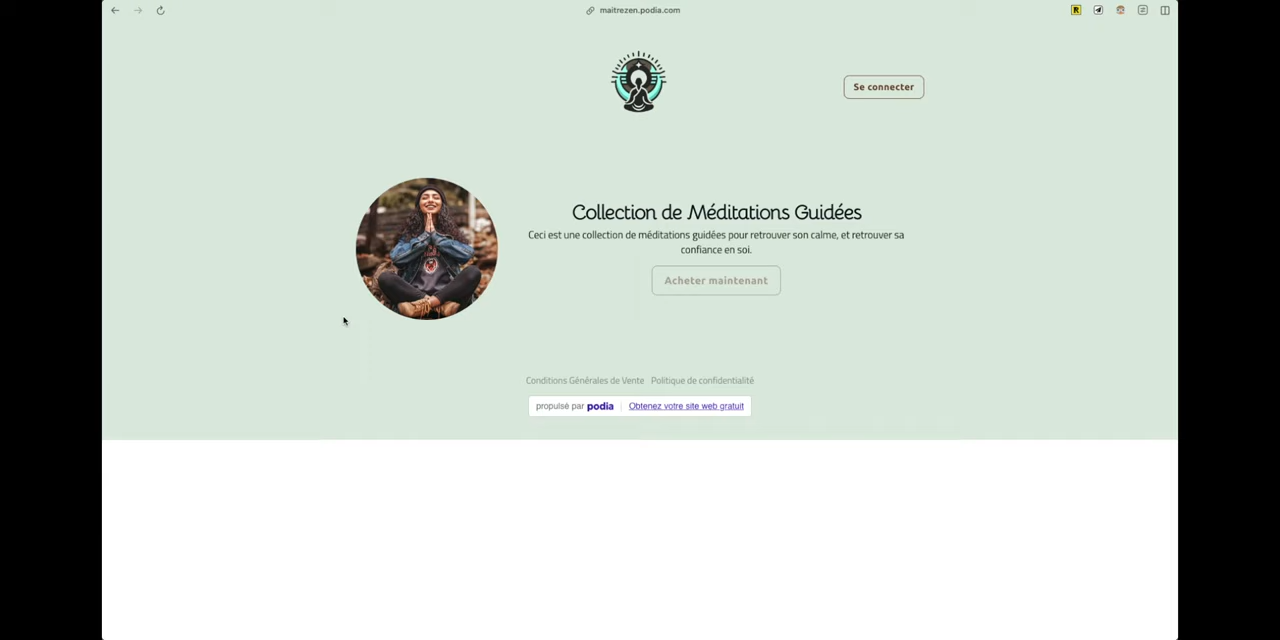 maitrezen.podia.com
R
Se connecter
Collection de Méditations Guidées
Ceci est une collection de méditations guidées pour retrouver son calme, et retrouver sa
confiance en soi.
Acheter maintenant
Conditions Générales de Vente Politique de confidentialité
propulsé par podia Obtenez votre site web gratuit